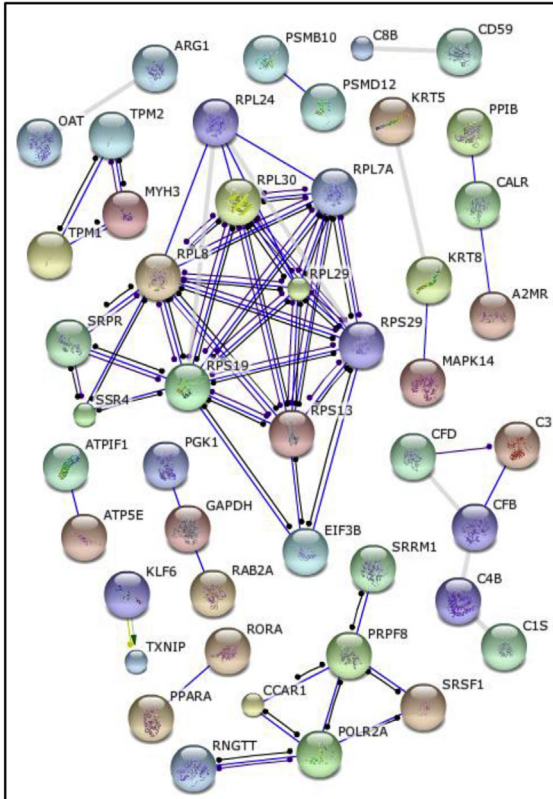 ARG1
PSMB10
C8B
CD59
OAT
TPM2
RPL24
PSMD12
KRT5
PPIB
MYH3
RPL30
RPL7A
CALR
TPM1
RPL8
RPL29
KRT8
A2MR
SRPR
RPS29
RPS19
MAPK14
SSR4
RPS13
ATPIF1
PGK1
CFD
C3
GAPDH
CFB
ATP5E
EIF3B
RAB2A
SRRM1
KLF6
C4B
TXNIP
RORA
PRPF8
C1S
PPARA
CCAR1
SRSF1
RNGTT
POLR2A